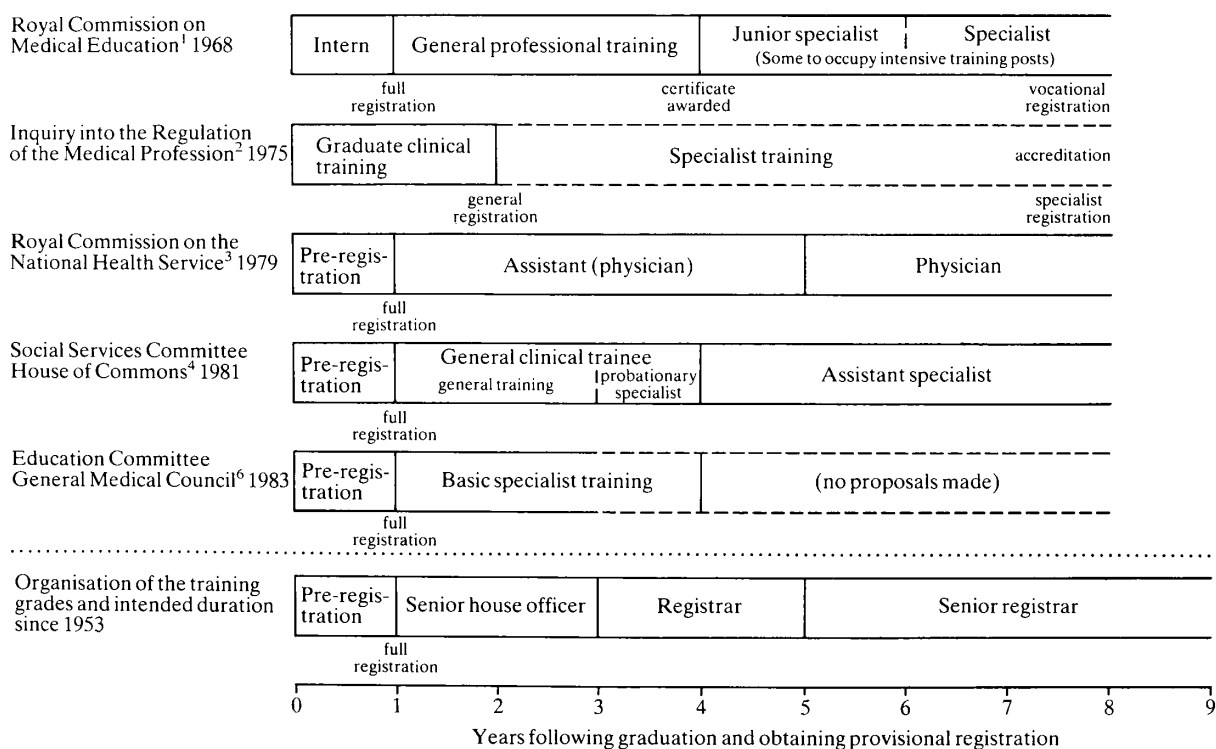 Royal Commission on
Medical Education1 1968
Intern
General professional training
Junior specialist
Specialist
(Some to occupy intensive training posts)
full
registration
certificate
awarded
vocational
registration
Inquiry into the Regulation
of the Medical Profession2 1975
Graduate clinical
training
Specialist training
accreditation
general
registration
specialist
registration
Royal Commission on the
National Health Service3 1979
Pre-regis-
tration
Assistant (physician)
Physician
full
registration
Social Services Committee
House of Commons4 1981
Pre-regis-
tration
General clinical trainee
general training
probationary
specialist
Assistant specialist
full
registration
Education Committee
General Medical Council6 1983
Pre-regis-
tration
Basic specialist training
(no proposals made)
full
registration
Organisation of the training
grades and intended duration
since 1953
Pre-regis-
tration
Senior house officer
Registrar
Senior registrar
full
registration
0 1 2 3 4 5 6 7 8 9
Years following graduation and obtaining provisional registration